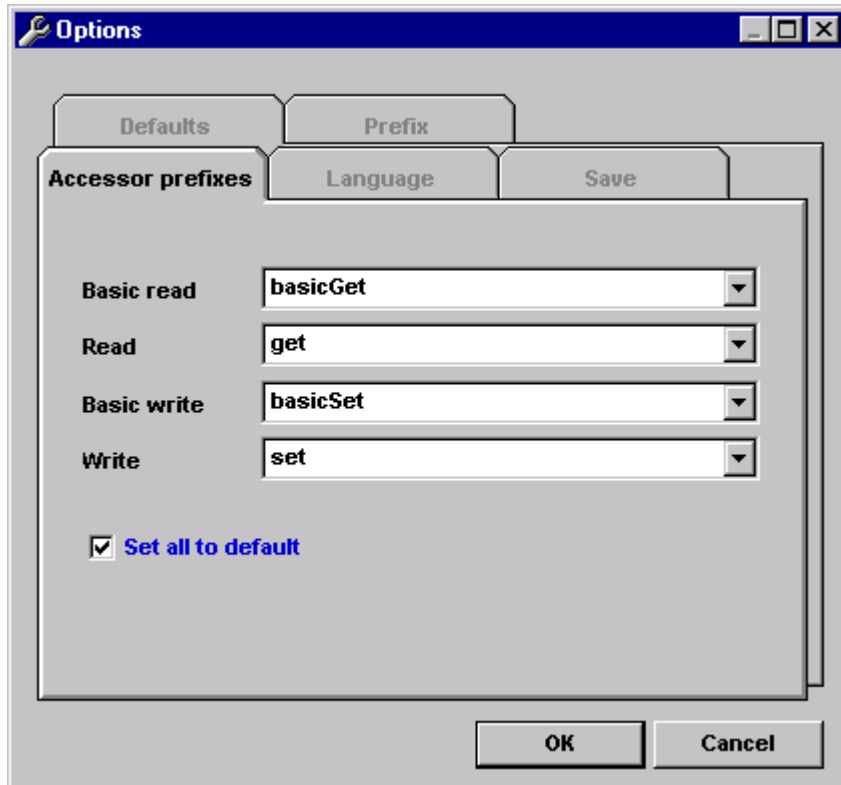 Options
Defaults Prefix
Accessor prefixes Language Save
Basic read basicGet
Read get
Basic write basicSet
Write set
Set all to default
OK Cancel